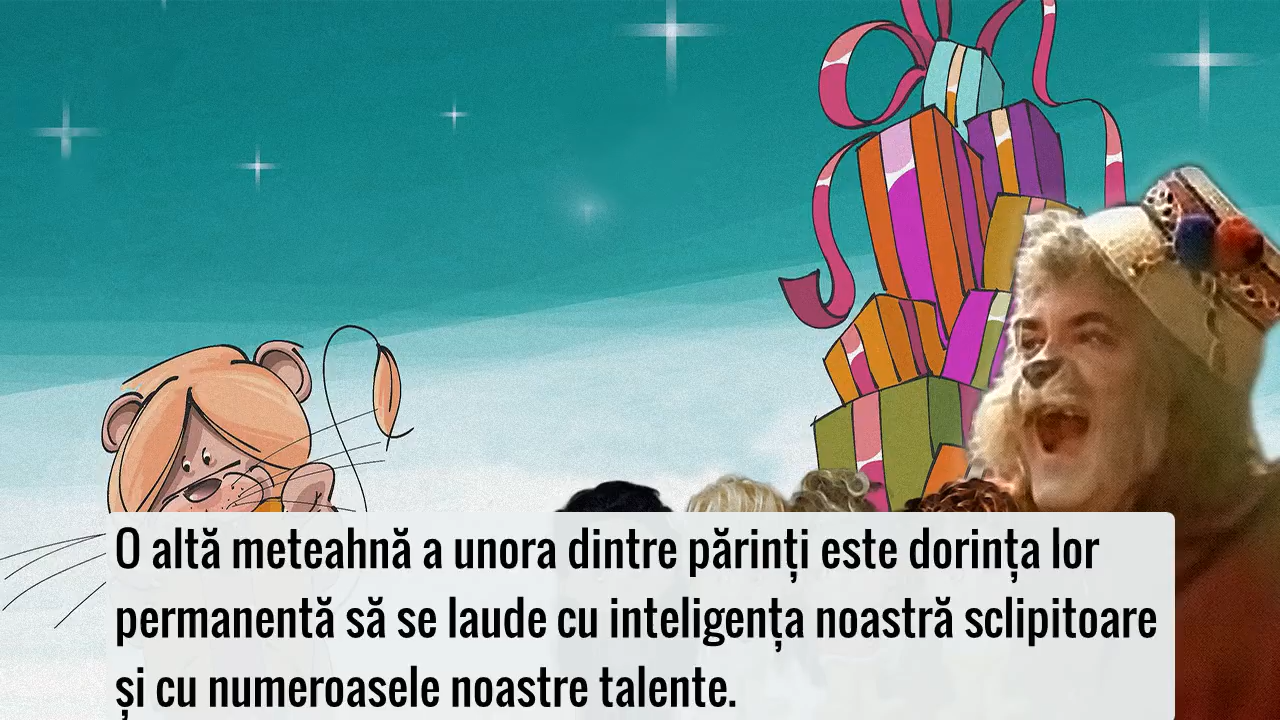 O altă meteahnă a unora dintre părinți este dorința lor
permanentă să se laude cu inteligența noastră sclipitoare
și cu numeroasele noastre talente.